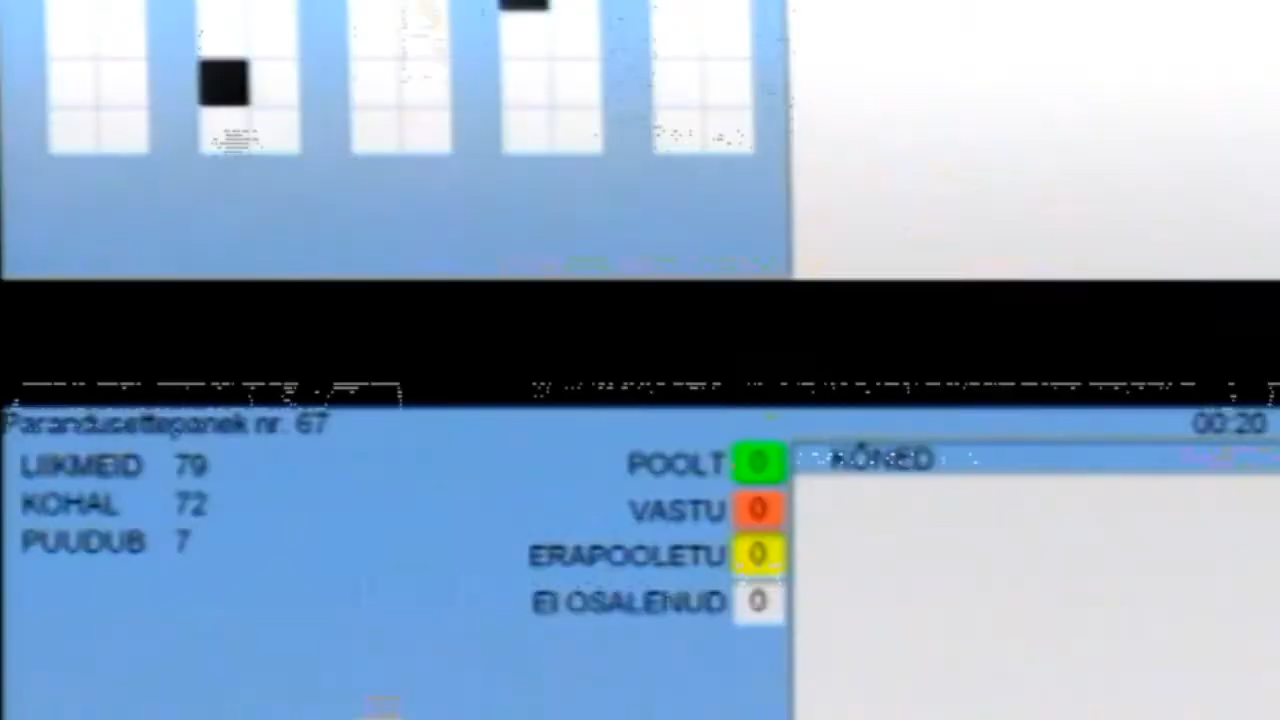 Parandusettepanek nr. 67
00:20
LIIKMEID 79
KOHAL 72
PUUDUB 7
POOLT 0
VASTU 0
ERAPOOLETU 0
EI OSALENUD 0
KÕNED